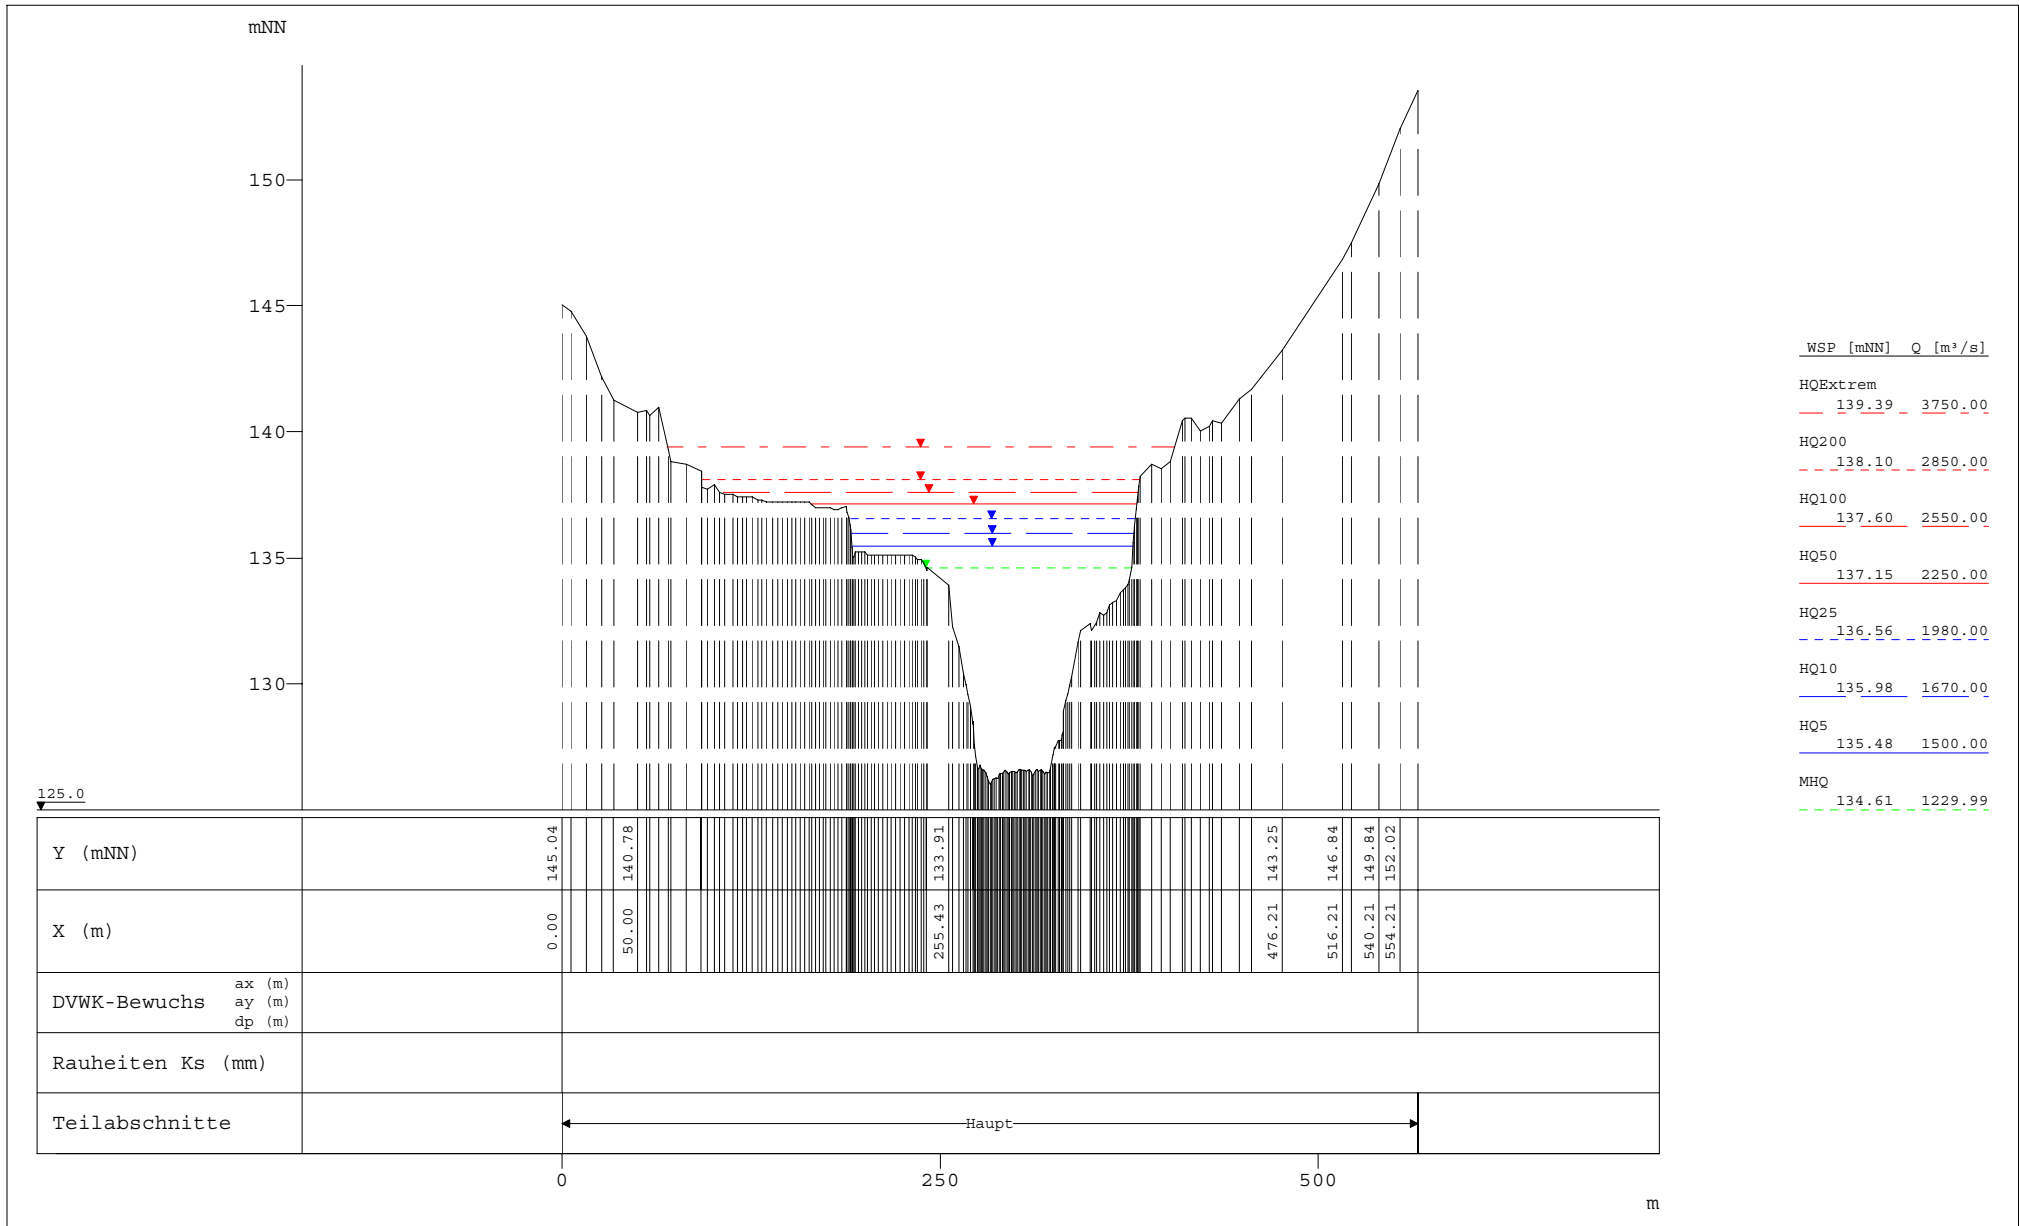 mNN
150
145
140
135
130
125.0
WSP [mNN] Q [m³/s]
HQExtrem
139.39 3750.00
HQ200
138.10 2850.00
HQ100
137.60 2550.00
HQ50
137.15 2250.00
HQ25
136.56 1980.00
HQ10
135.98 1670.00
HQ5
135.48 1500.00
MHQ
134.61 1229.99
Y (mNN)
145.04
140.78
133.91
143.25
146.84
149.84
152.02
X (m)
0.00
50.00
255.43
476.21
516.21
540.21
554.21
DVWK-Bewuchs
ax (m)
ay (m)
dp (m)
Rauheiten Ks (mm)
Teilabschnitte
Haupt
0
250
500
m